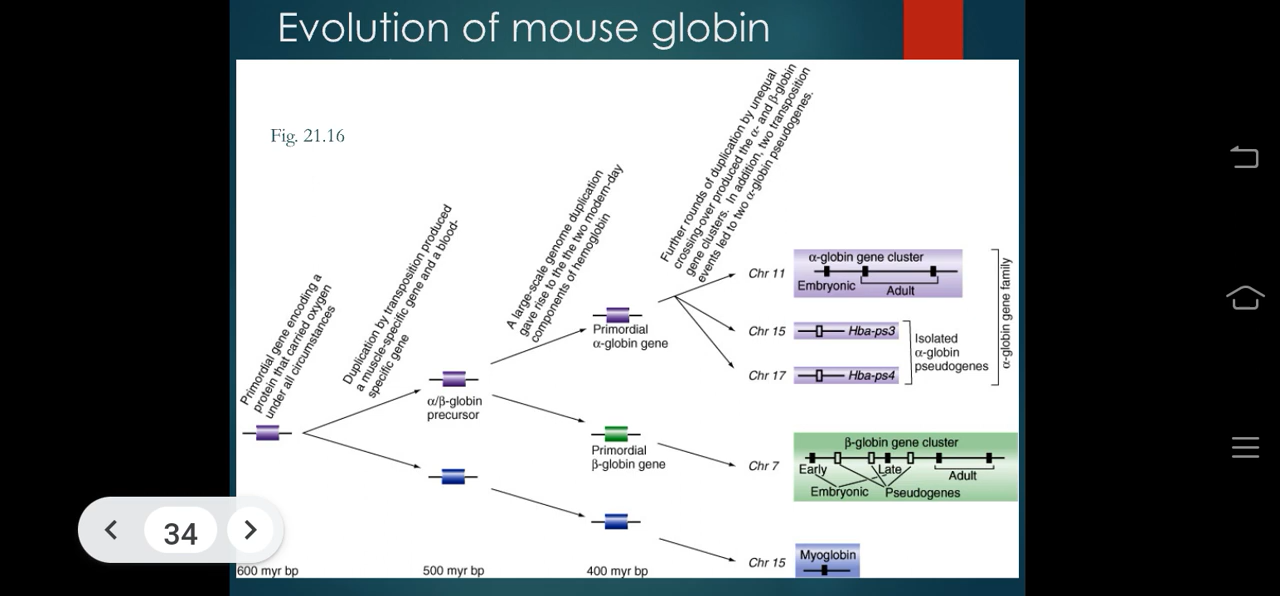 Evolution of mouse globin
Fig. 21.16
Primordial gene encoding a
protein that carried oxygen
under all circumstances
Duplication by transposition produced
a muscle-specific gene and a blood-
specific gene
A large-scale genome duplication
gave rise to the the two modern-day
components of hemoglobin
Further rounds of duplication by unequal
crossing-over produced the α- and β-globin
gene clusters. In addition, two transposition
events led to two α-globin pseudogenes.
α/β-globin
precursor
Primordial
α-globin gene
Primordial
β-globin gene
Chr 11
α-globin gene cluster
Embryonic
Adult
Chr 15
Hba-ps3
Chr 17
Hba-ps4
Isolated
α-globin
pseudogenes
α-globin gene family
Chr 7
β-globin gene cluster
Early
Late
Adult
Embryonic
Pseudogenes
Chr 15
Myoglobin
600 myr bp
500 myr bp
400 myr bp
34